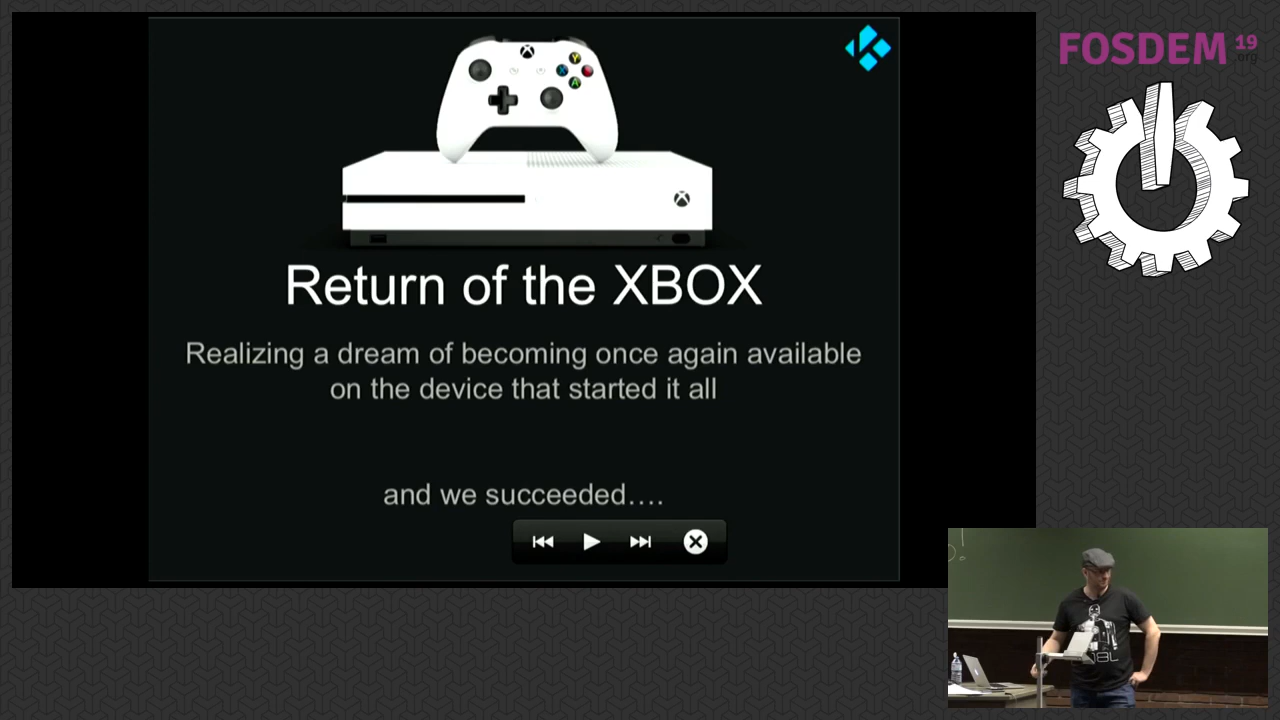 FOSDEM 19
.org
Return of the XBOX
Realizing a dream of becoming once again available
on the device that started it all
and we succeeded....
Y
X
A